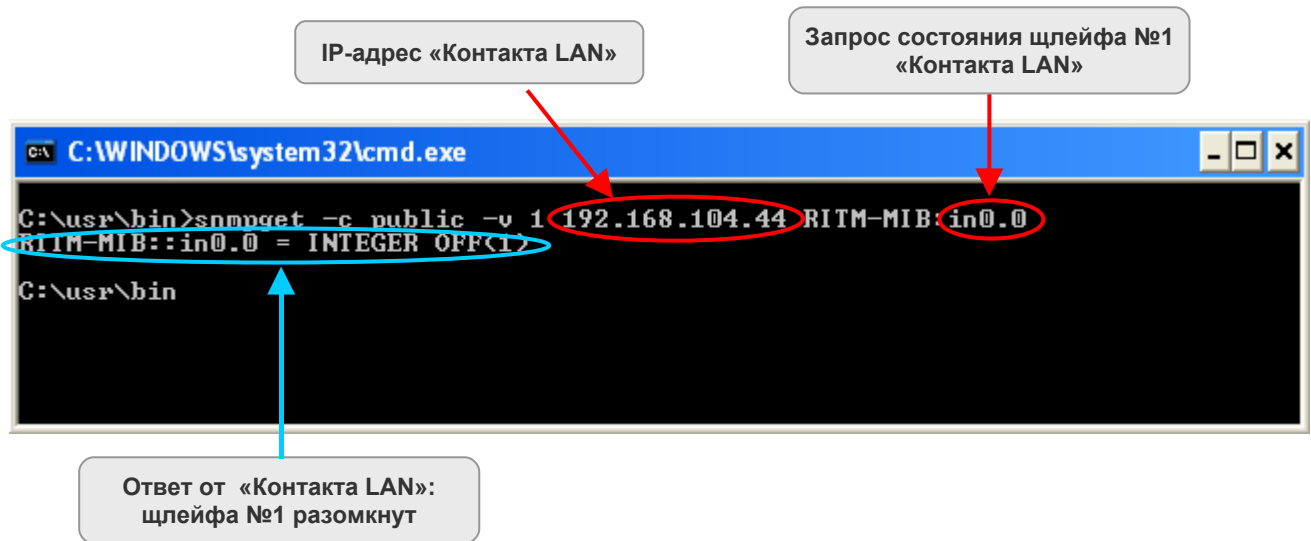 IP-адрес «Контакта LAN»
Запрос состояния щлейфа №1
«Контакта LAN»
C:\WINDOWS\system32\cmd.exe
C:\usr\bin>snmpget -c public -v 1 192.168.104.44 RITM-MIB:in0.0
RITM-MIB::in0.0 = INTEGER OFF(1)
C:\usr\bin
Ответ от «Контакта LAN»:
щлейфа №1 разомкнут